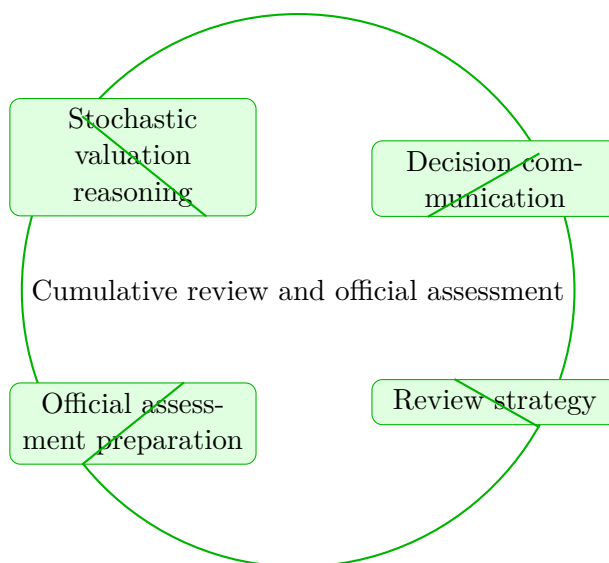 Stochastic
valuation
reasoning
Decision com-
munication
Cumulative review and official assessment
Official assess-
ment preparation
Review strategy